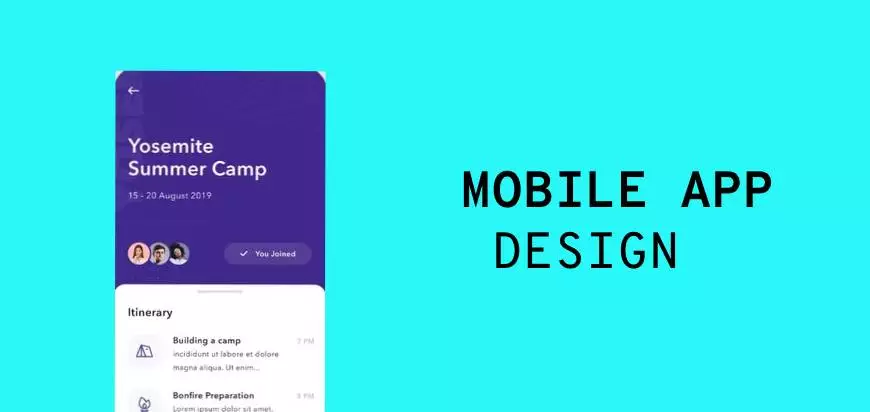 Yosemite
Summer Camp
15 - 20 August 2019
You Joined
Itinerary
Building a camp
7 PM
incididunt ut labore et dolore
magna aliqua. Ut enim...
Bonfire Preparation
9 PM
Lorem ipsum dolor sit amet,
MOBILE APP
DESIGN